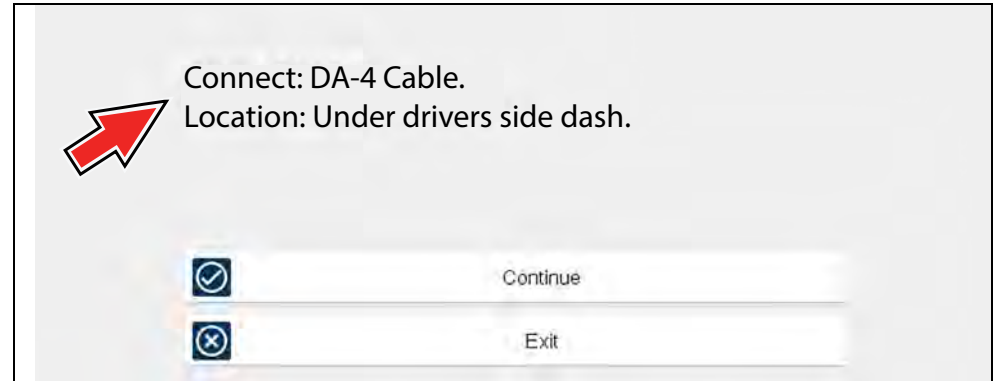 Connect: DA-4 Cable.
Location: Under drivers side dash.
Continue
Exit